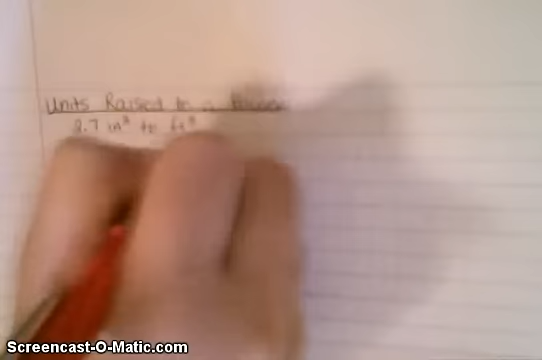 Units Raised to a Power
2.7 in³ to ft³
Screencast-O-Matic.com